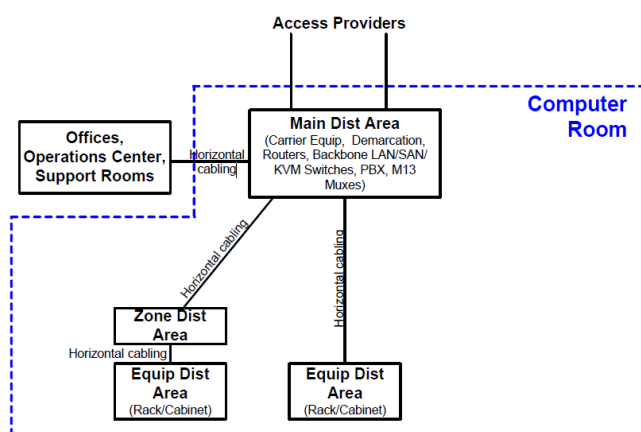 Access Providers
Computer
Room
Main Dist Area
(Carrier Equip, Demarcation,
Routers, Backbone LAN/SAN/
KVM Switches, PBX, M13
Muxes)
Offices,
Operations Center,
Support Rooms
Horizontal
cabling
Horizontal cabling
Horizontal cabling
Zone Dist
Area
Horizontal cabling
Equip Dist
Area
(Rack/Cabinet)
Equip Dist
Area
(Rack/Cabinet)